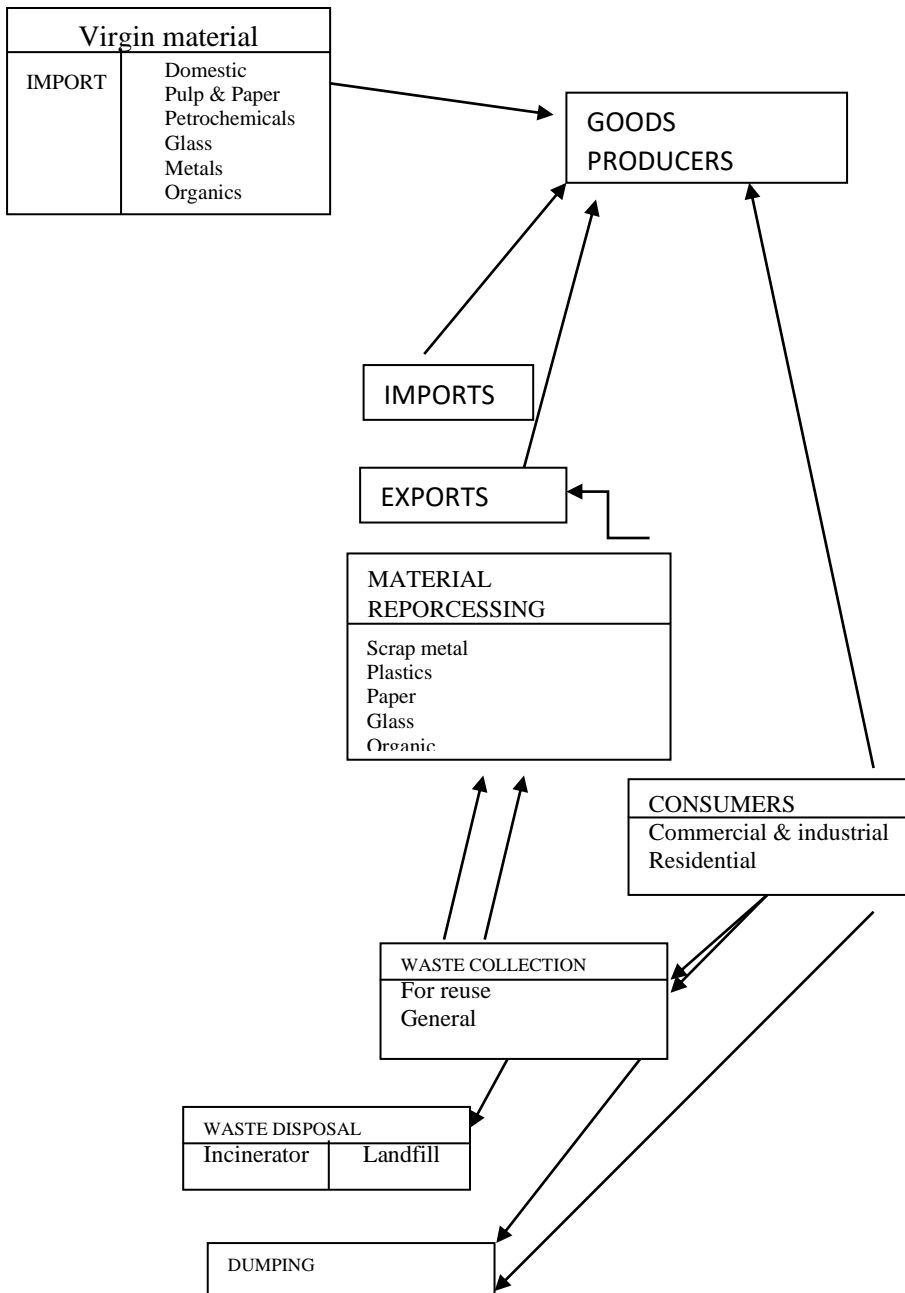 Virgin material
IMPORT
Domestic
Pulp & Paper
Petrochemicals
Glass
Metals
Organics
GOODS
PRODUCERS
IMPORTS
EXPORTS
MATERIAL
REPORCESSING
Scrap metal
Plastics
Paper
Glass
Organic
CONSUMERS
Commercial & industrial
Residential
WASTE COLLECTION
For reuse
General
WASTE DISPOSAL
Incinerator
Landfill
DUMPING